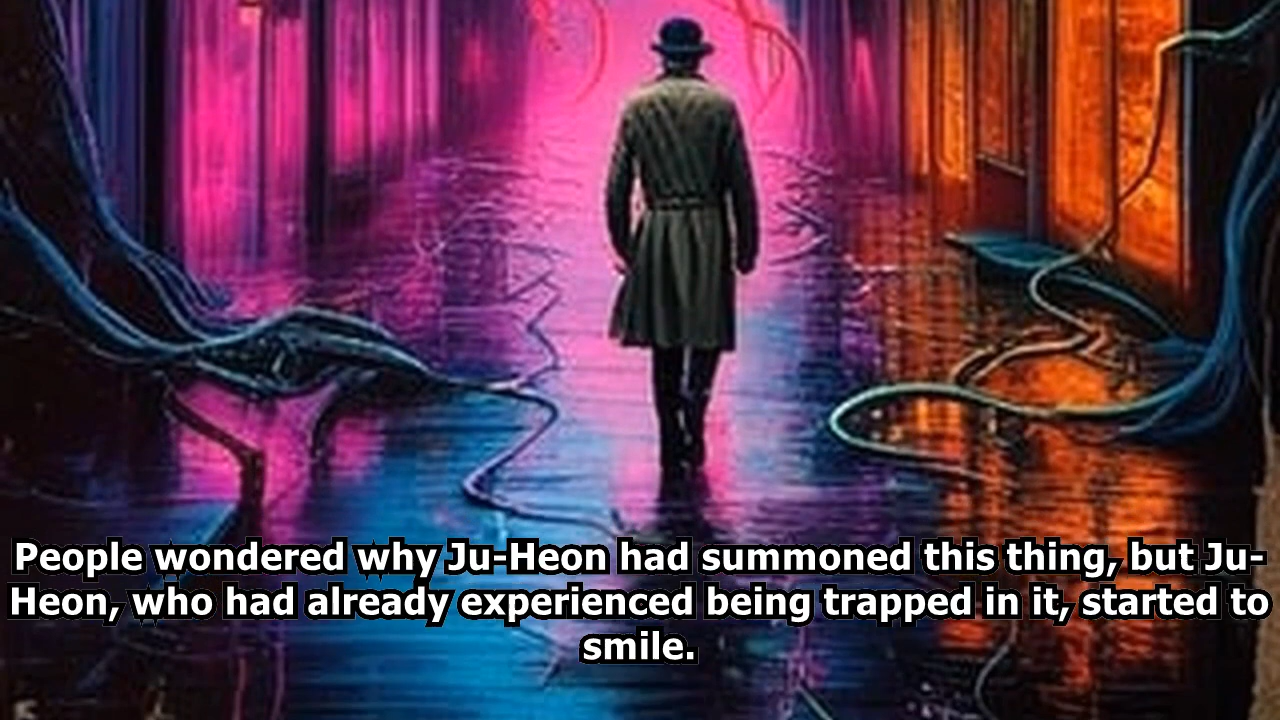 People wondered why Ju-Heon had summoned this thing, but Ju-
Heon, who had already experienced being trapped in it, started to
smile.